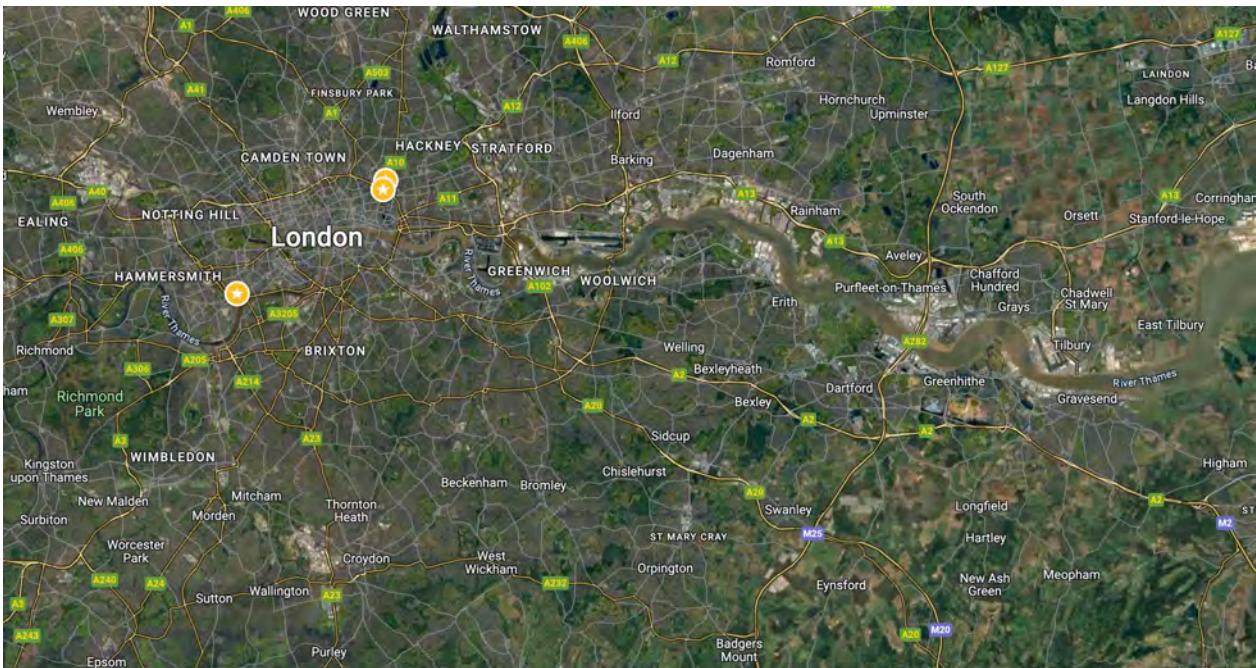 A406
WOOD GREEN
A1
WALTHAMSTOW
A406
A127
A503
A12
Romford
A127
LAINDON
A41
FINSBURY PARK
Wembley
A1
A12
Ilford
Hornchurch
Upminster
Langdon Hills
CAMDEN TOWN
HACKNEY
STRATFORD
A10
Barking
Dagenham
A40
A406
A11
A13
A13
South
Ockendon
Corringham
EALING
NOTTING HILL
Rainham
Orsett
Stanford-le-Hope
London
A13
A406
HAMMERSMITH
River Thames
GREENWICH
WOOLWICH
Aveley
A102
Purfleet-on-Thames
Chafford
Hundred
Chadwell
St Mary
River Thames
Erith
Grays
A307
A3205
East Tilbury
Richmond
A205
BRIXTON
Welling
A282
Tilbury
A306
A214
A2
Bexleyheath
Dartford
Greenhithe
River Thames
ham
Richmond
Park
Bexley
Gravesend
A20
A2
A2
A3
A23
Sidcup
WIMBLEDON
Kingston
upon Thames
Chislehurst
Higham
New Malden
Mitcham
Beckenham
Bromley
A20
A2
Surbiton
Morden
Thornton
Heath
Swanley
Longfield
ST
M2
Worcester
Park
Croydon
ST MARY CRAY
M25
Hartley
West
Wickham
Orpington
A240
A24
Wallington
A232
Eynsford
New Ash
Green
Meopham
A3
Sutton
A23
A243
A20
M20
Epsom
Purley
Badgers
Mount